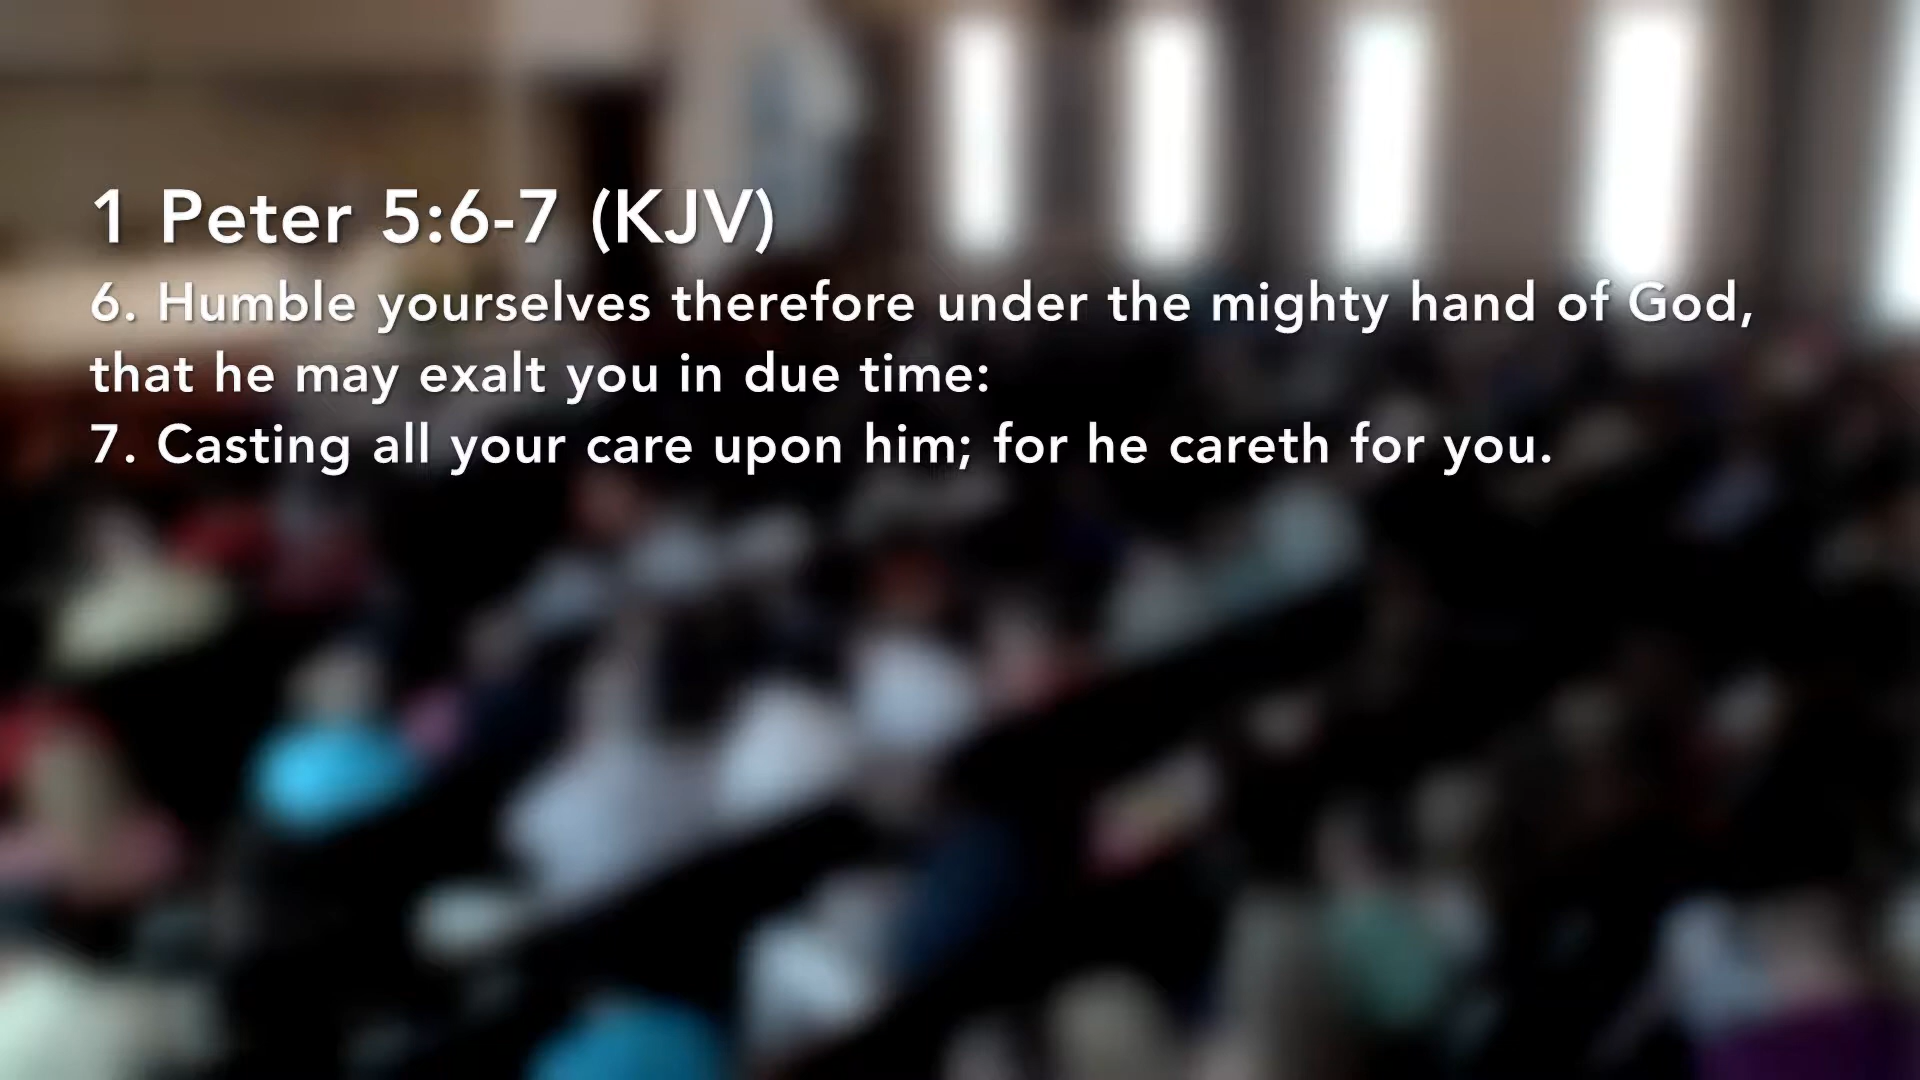 1 Peter 5:6-7 (KJV)
6. Humble yourselves therefore under the mighty hand of God,
that he may exalt you in due time:
7. Casting all your care upon him; for he careth for you.